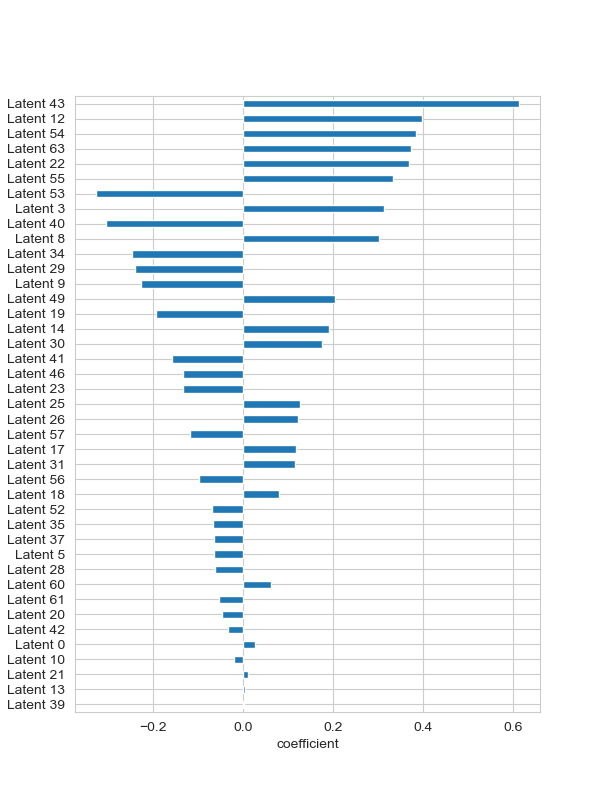 Latent 43
Latent 12
Latent 54
Latent 63
Latent 22
Latent 55
Latent 53
Latent 3
Latent 40
Latent 8
Latent 34
Latent 29
Latent 9
Latent 49
Latent 19
Latent 14
Latent 30
Latent 41
Latent 46
Latent 23
Latent 25
Latent 26
Latent 57
Latent 17
Latent 31
Latent 56
Latent 18
Latent 52
Latent 35
Latent 37
Latent 5
Latent 28
Latent 60
Latent 61
Latent 20
Latent 42
Latent 0
Latent 10
Latent 21
Latent 13
Latent 39
−0.2 0.0 0.2 0.4 0.6
coefficient